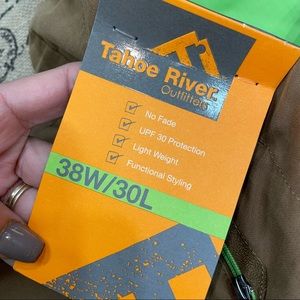 Tahoe River
Outfitters
No Fade
UPF 30 Protection
Light Weight
Functional Styling
38W/30L